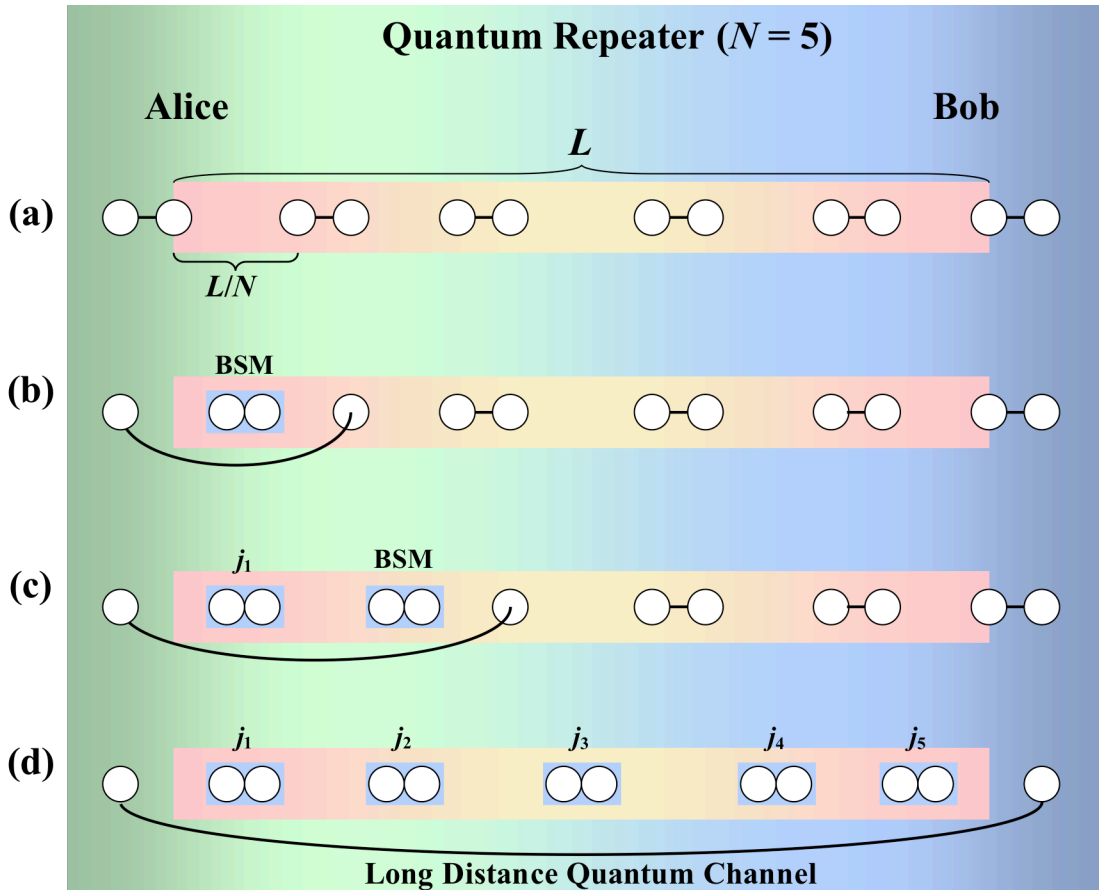 Quantum Repeater (N = 5)
Alice
Bob
L
(a)
L/N
BSM
(b)
j₁
BSM
(c)
j₁
j₂
j₃
j₄
j₅
(d)
Long Distance Quantum Channel